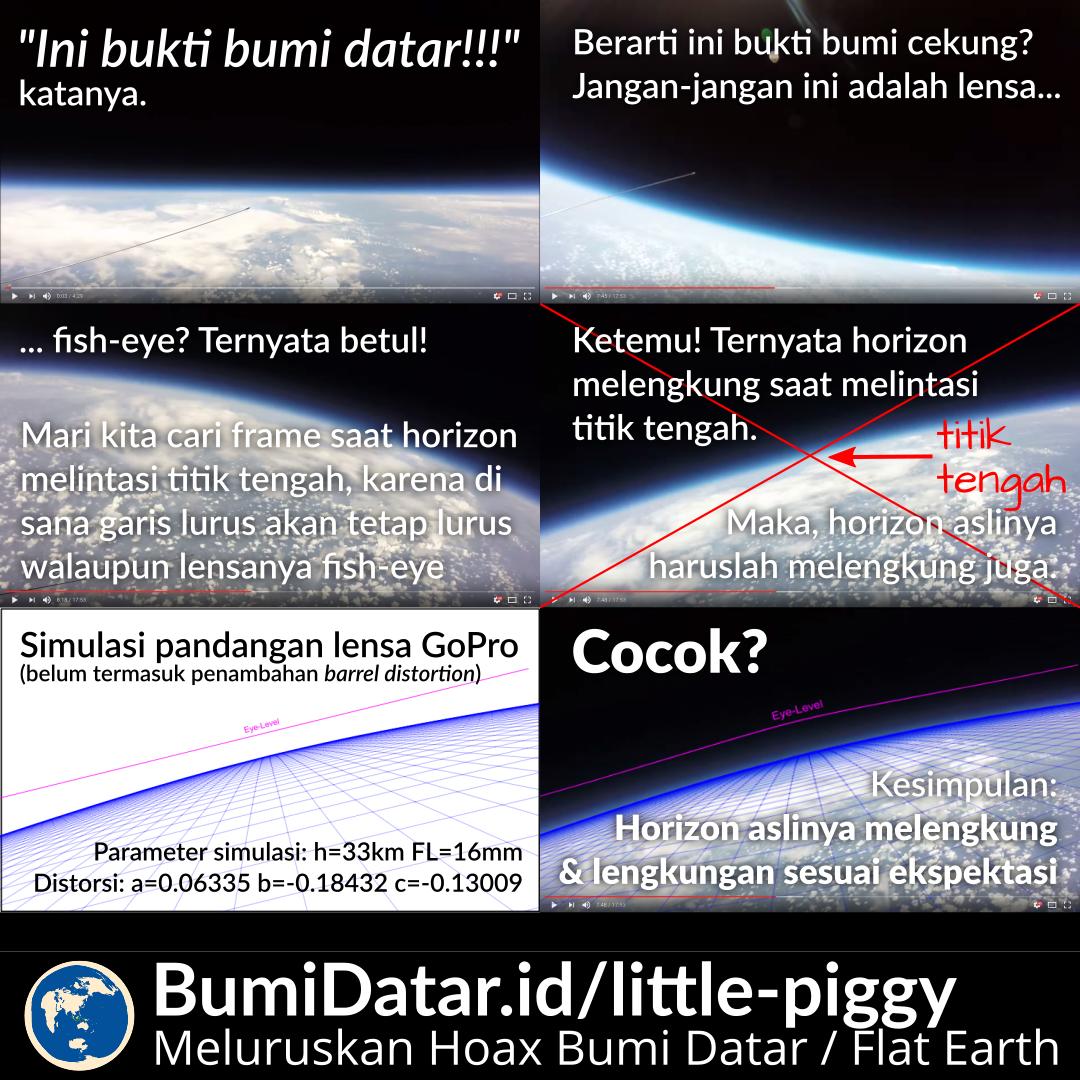 "Ini bukti bumi datar!!!"
katanya.
0:03 / 4:29
Berarti ini bukti bumi cekung?
Jangan-jangan ini adalah lensa...
7:45 / 17:53
... fish-eye? Ternyata betul!
Mari kita cari frame saat horizon
melintasi titik tengah, karena di
sana garis lurus akan tetap lurus
walaupun lensanya fish-eye
8:18 / 17:53
Ketemu! Ternyata horizon
melengkung saat melintasi
titik tengah.
titik
tengah
Maka, horizon aslinya
haruslah melengkung juga.
7:48 / 17:53
Simulasi pandangan lensa GoPro
(belum termasuk penambahan barrel distortion)
Eye-Level
Parameter simulasi: h=33km FL=16mm
Distorsi: a=0.06335 b=-0.18432 c=-0.13009
Cocok?
Eye-Level
Kesimpulan:
Horizon aslinya melengkung
& lengkungan sesuai ekspektasi
7:48 / 17:53
BumiDatar.id/little-piggy
Meluruskan Hoax Bumi Datar / Flat Earth